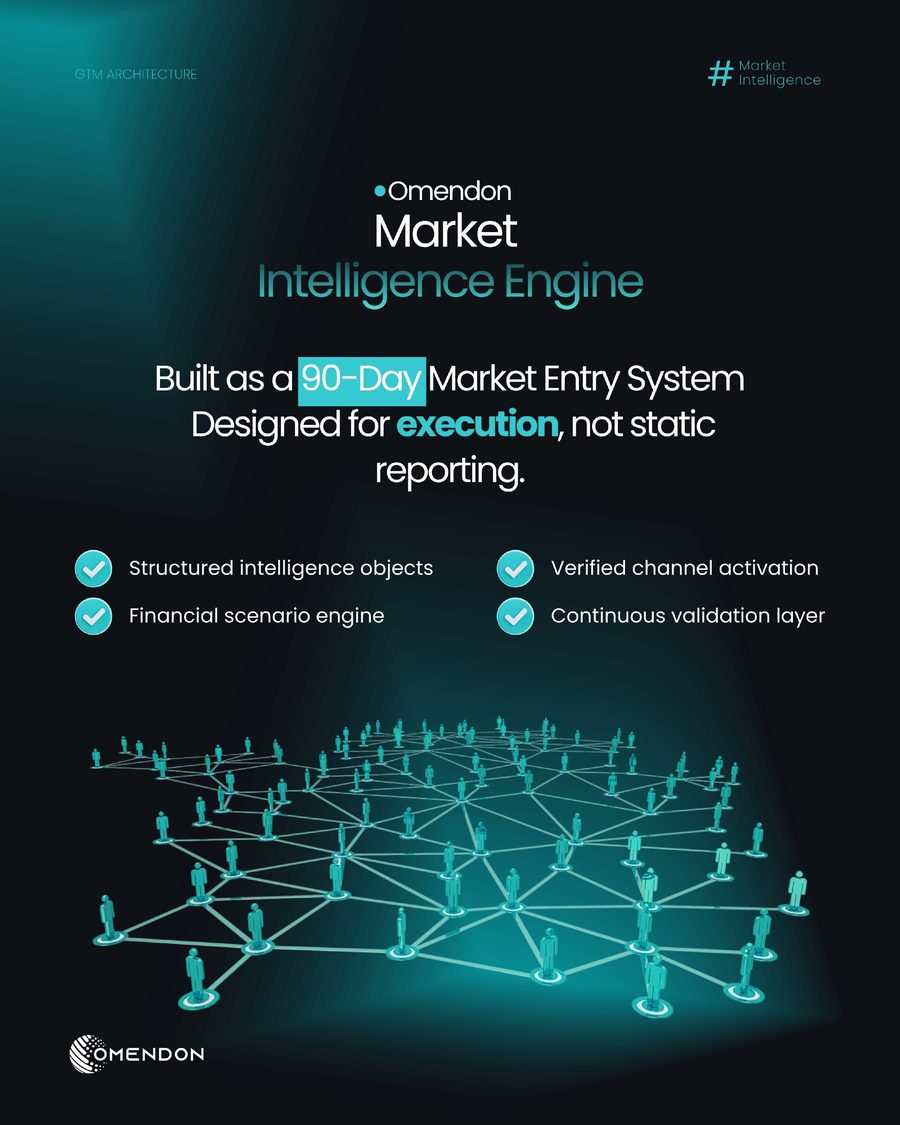 GTM ARCHITECTURE
# Market
Intelligence
Omendon
Market
Intelligence Engine
Built as a 90-Day Market Entry System
Designed for execution, not static
reporting.
Structured intelligence objects
Verified channel activation
Financial scenario engine
Continuous validation layer
OMENDON